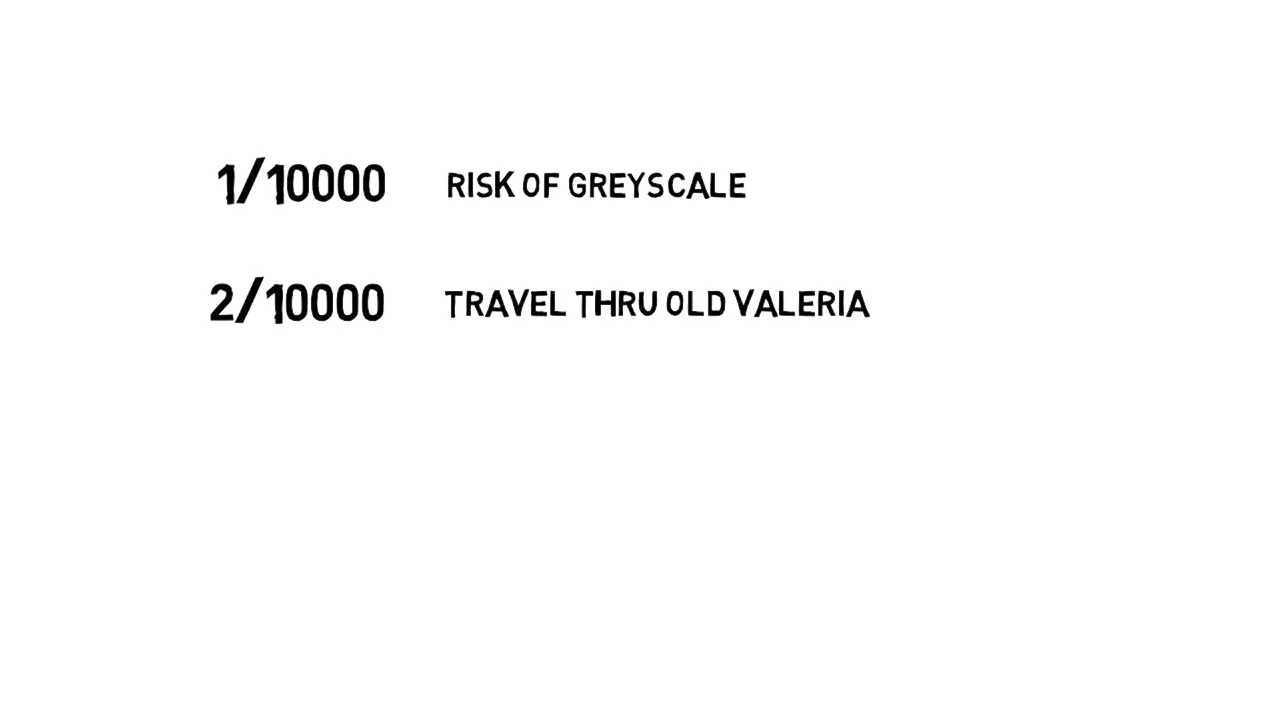 1/10000 RISK OF GREYSCALE
2/10000 TRAVEL THRU OLD VALERIA